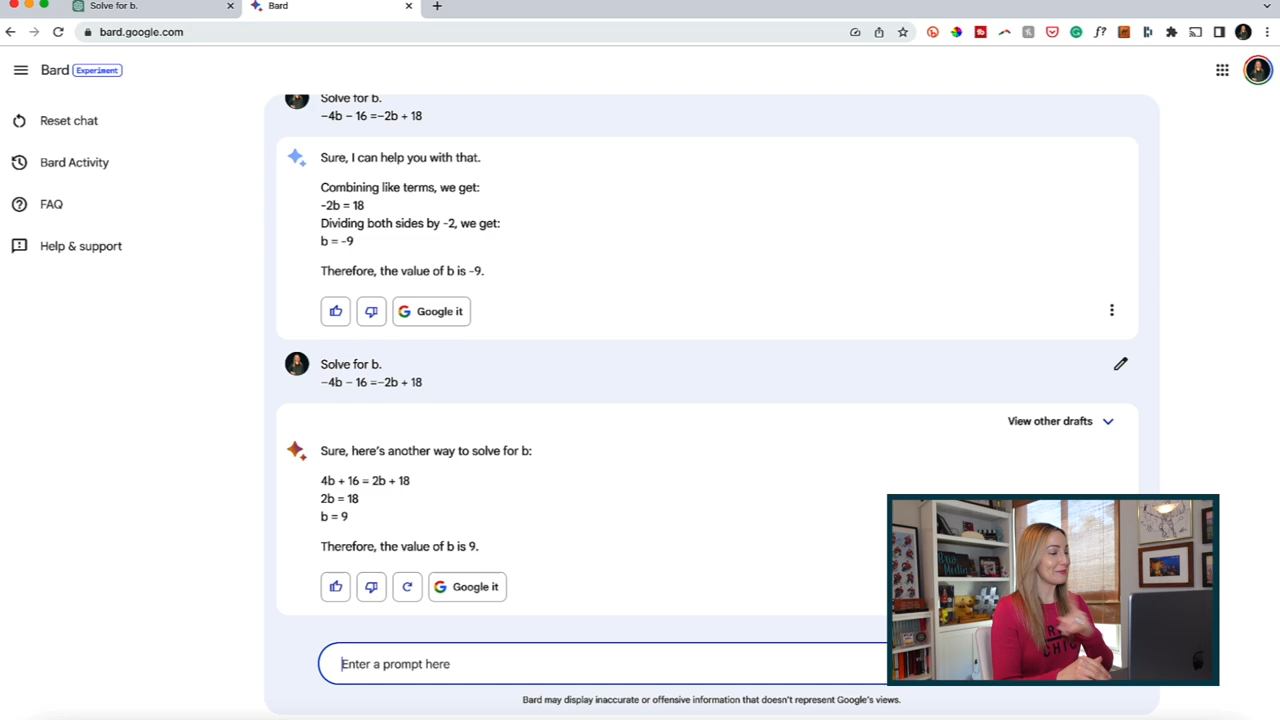 Solve for b.
Bard
bard.google.com
Bard Experiment
Reset chat
Bard Activity
FAQ
Help & support
Solve for b.
−4b − 16 =−2b + 18
Sure, I can help you with that.
Combining like terms, we get:
-2b = 18
Dividing both sides by -2, we get:
b = -9
Therefore, the value of b is -9.
Google it
Solve for b.
−4b − 16 =−2b + 18
View other drafts
Sure, here's another way to solve for b:
4b + 16 = 2b + 18
2b = 18
b = 9
Therefore, the value of b is 9.
Google it
Enter a prompt here
Bard may display inaccurate or offensive information that doesn't represent Google's views.